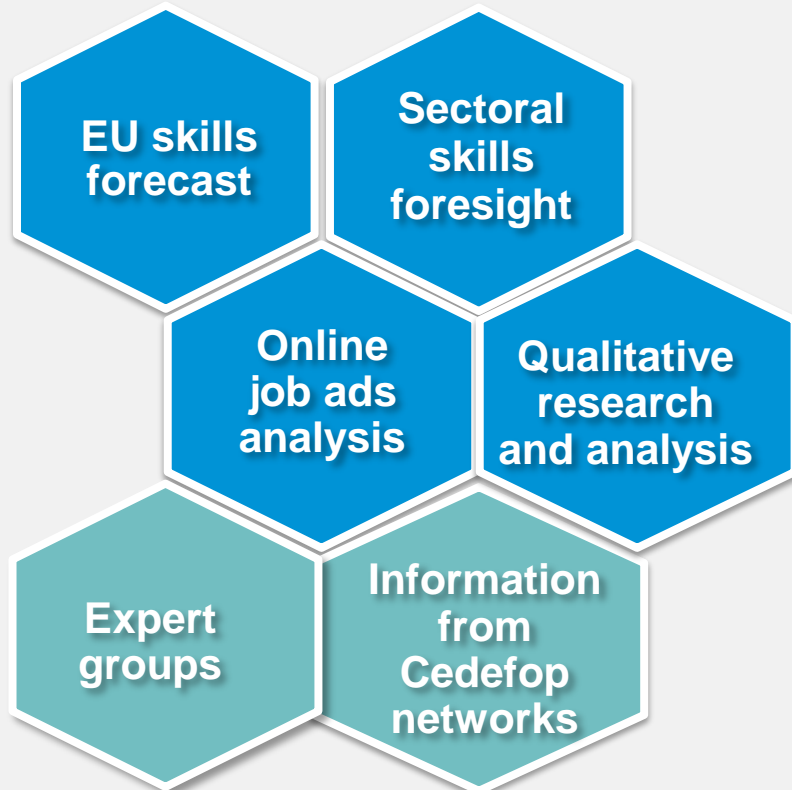 EU skills
forecast
Sectoral
skills
foresight
Online
job ads
analysis
Qualitative
research
and analysis
Expert
groups
Information
from
Cedefop
networks